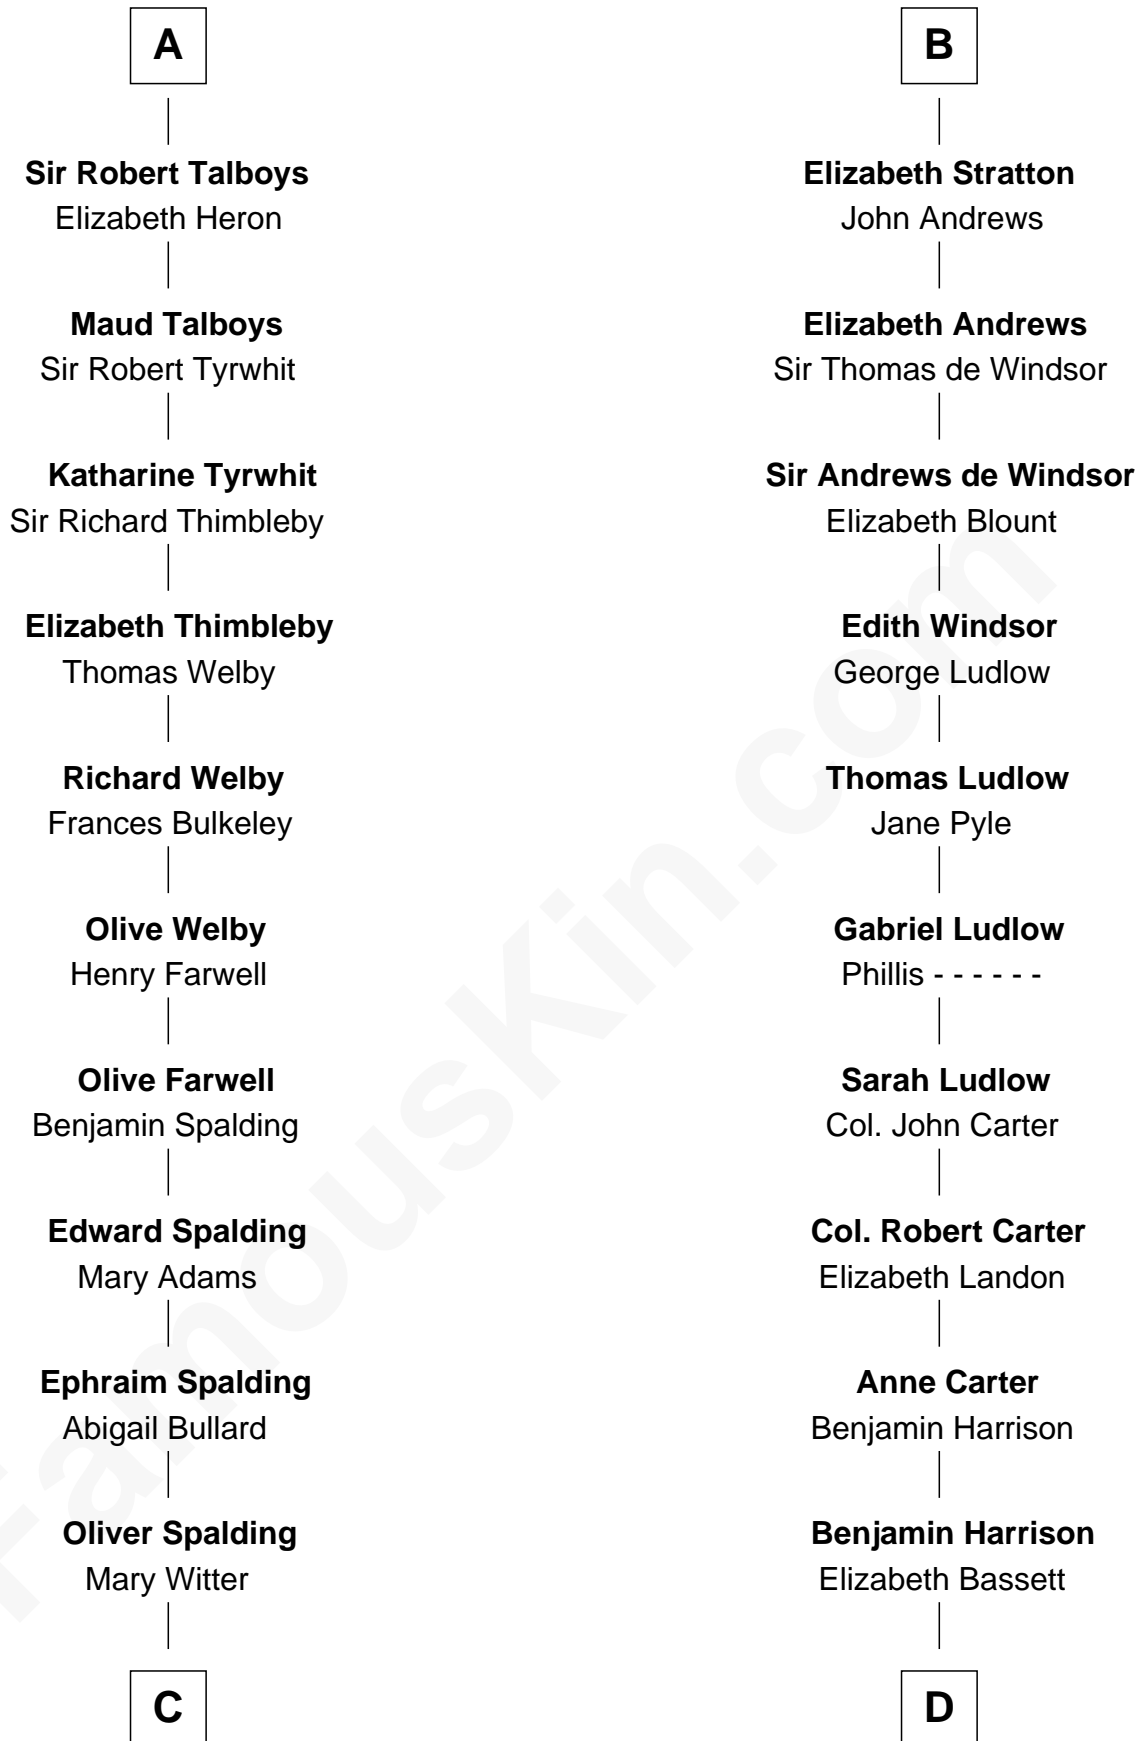 A
Sir Robert Talboys
Elizabeth Heron
Maud Talboys
Sir Robert Tyrwhit
Katharine Tyrwhit
Sir Richard Thimbleby
Elizabeth Thimbleby
Thomas Welby
Richard Welby
Frances Bulkeley
Olive Welby
Henry Farwell
Olive Farwell
Benjamin Spalding
Edward Spalding
Mary Adams
Ephraim Spalding
Abigail Bullard
Oliver Spalding
Mary Witter
C
B
Elizabeth Stratton
John Andrews
Elizabeth Andrews
Sir Thomas de Windsor
Sir Andrews de Windsor
Elizabeth Blount
Edith Windsor
George Ludlow
Thomas Ludlow
Jane Pyle
Gabriel Ludlow
Phillis - - - - - -
Sarah Ludlow
Col. John Carter
Col. Robert Carter
Elizabeth Landon
Anne Carter
Benjamin Harrison
Benjamin Harrison
Elizabeth Bassett
D
FamousKin.com